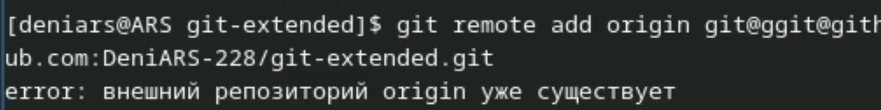 [deniars@ARS git-extended]$ git remote add origin git@ggit@gith
ub.com:DeniARS-228/git-extended.git
error: внешний репозиторий origin уже существует